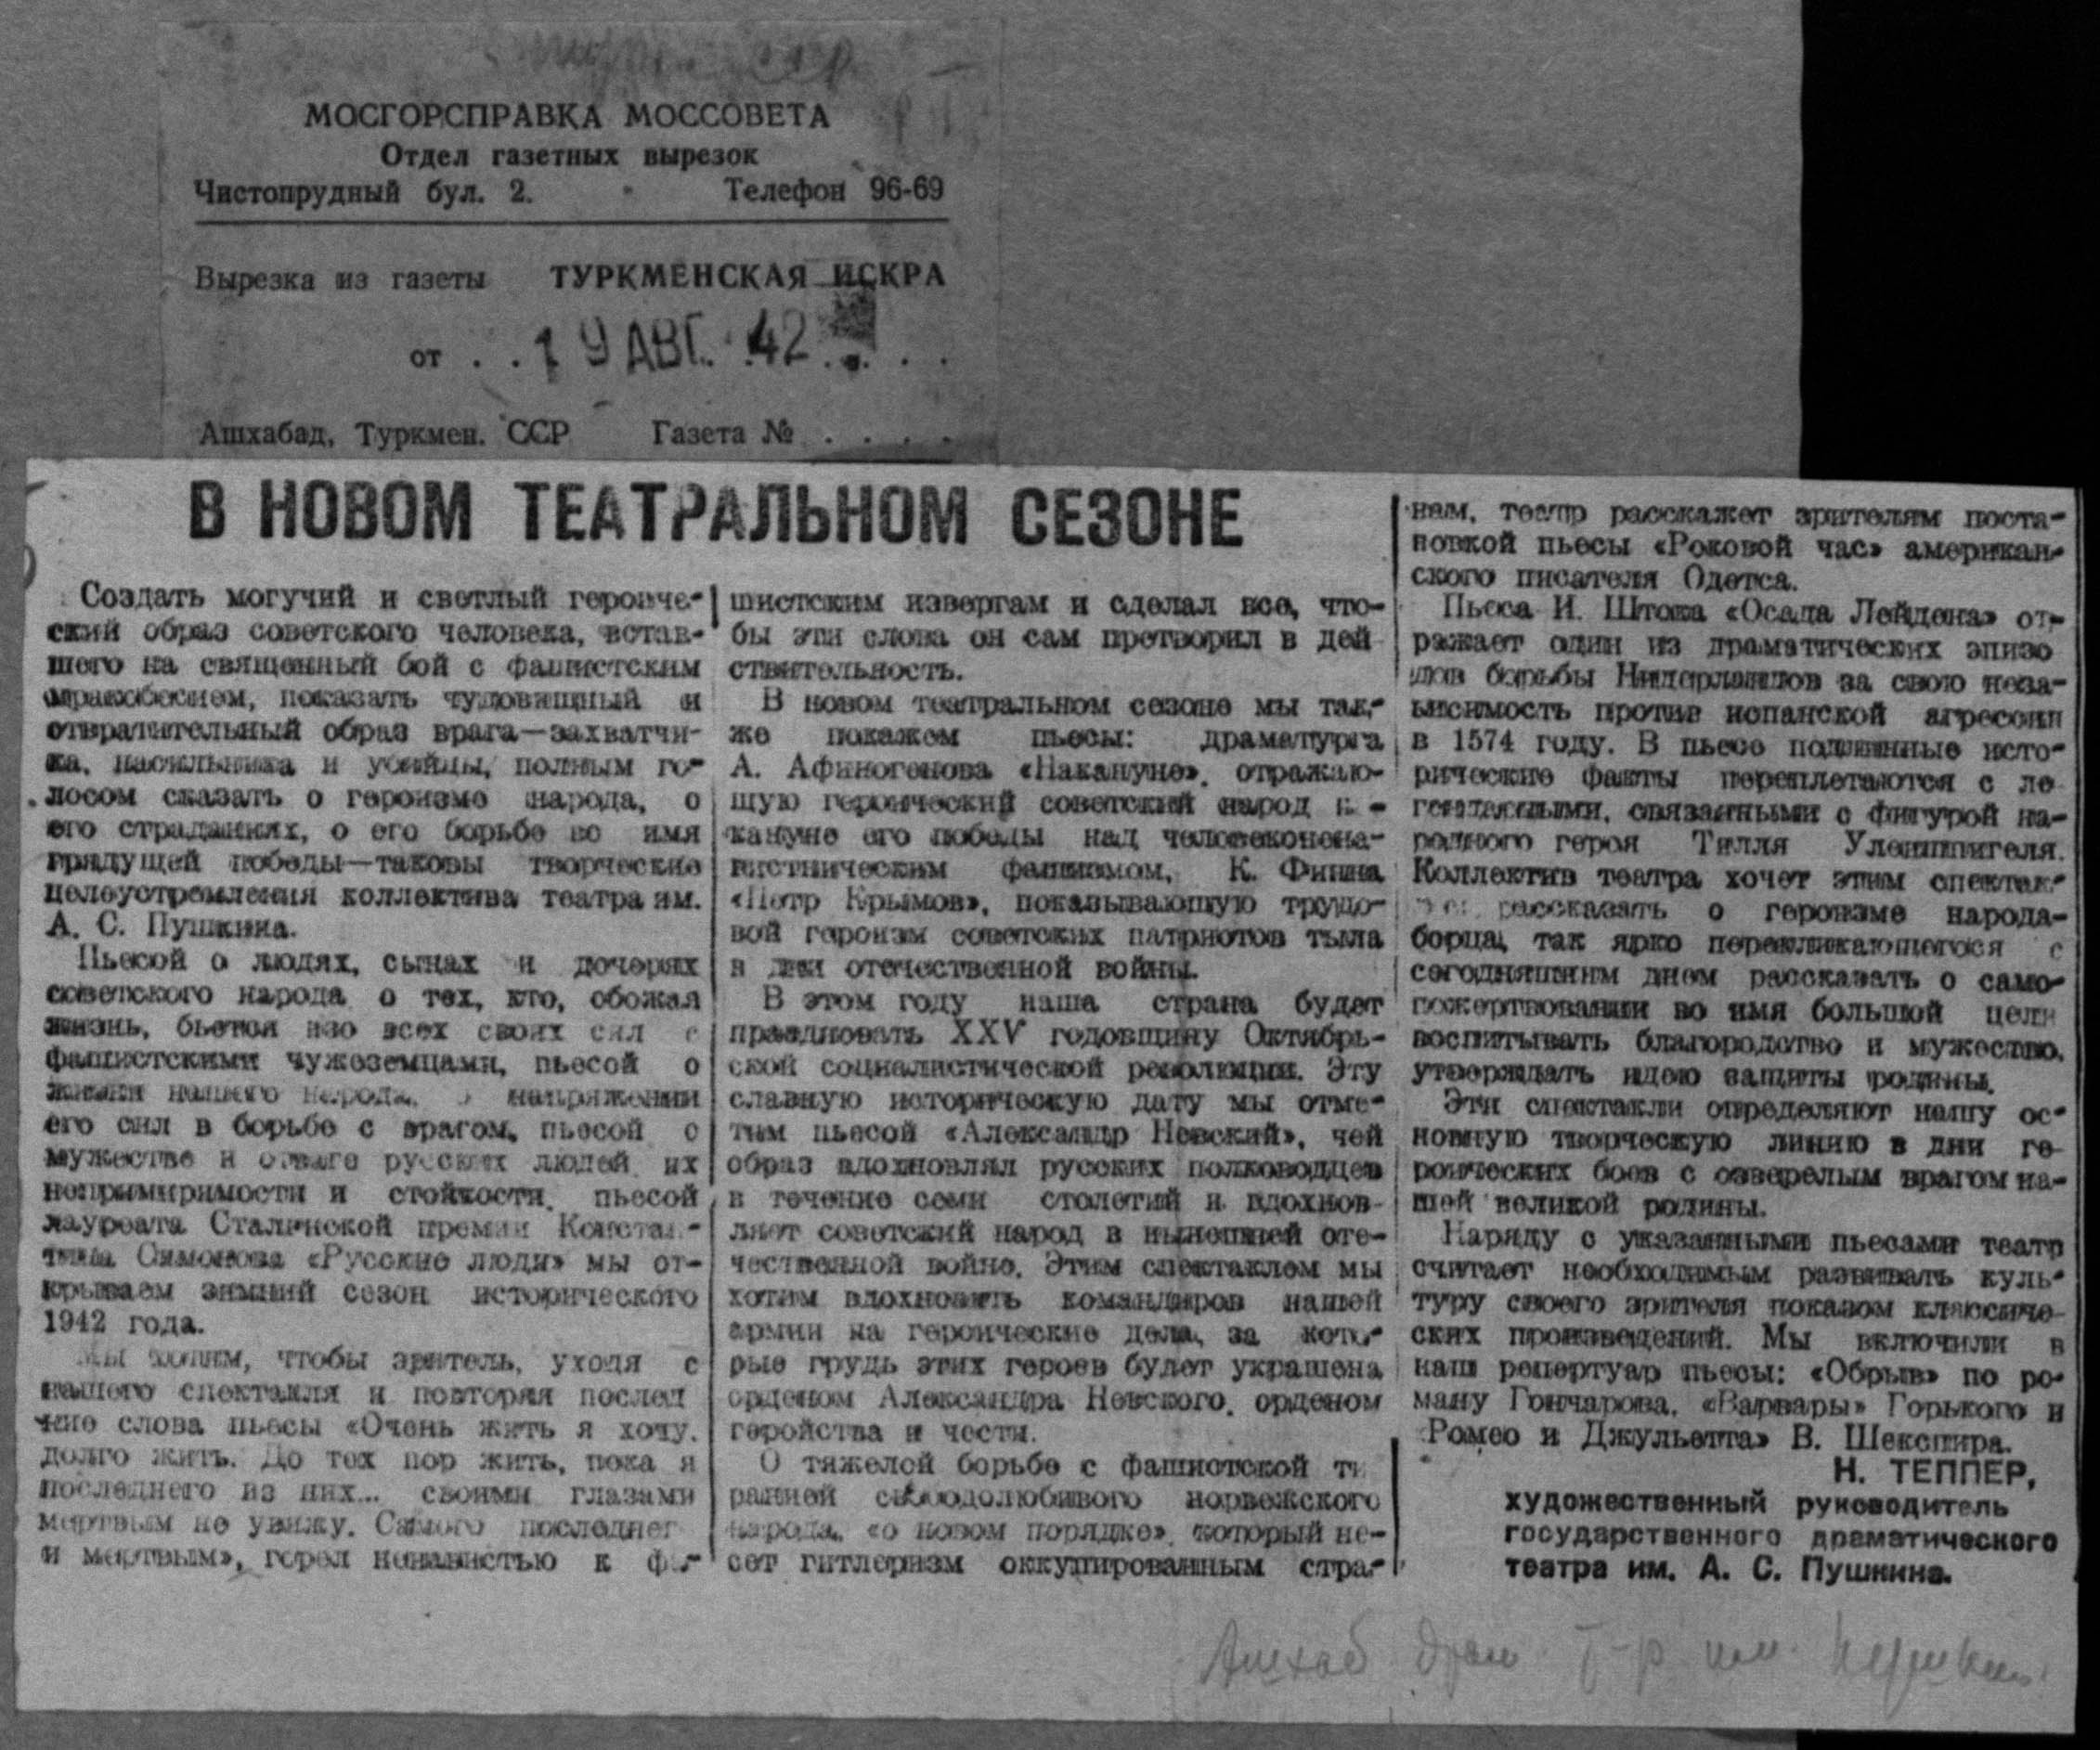 МОСГОРСПРАВКА МОССОВЕТА
Отдел газетных вырезок
Чистопрудный бул. 2. Телефон 96-69
Вырезка из газеты ТУРКМЕНСКАЯ ИСКРА
от . . 19 АВГ. 42 . . .
Ашхабад, Туркмен. ССР Газета № . . . .
В НОВОМ ТЕАТРАЛЬНОМ СЕЗОНЕ
Создать могучий и светлый героиче-
ский образ советского человека, встав-
шего на священный бой с фашистским
мракобесием, показать чудовищный и
отвратительный образ врага—захватчи-
ка, насильника и убийцы, полным го-
лосом сказать о героизме народа, о
его страданиях, о его борьбе во имя
грядущей победы—таковы творческие
целеустремления коллектива театра им.
А. С. Пушкина.
Пьесой о людях, сынах и дочерях
советского народа о тех, кто, обожая
жизнь, бьется изо всех своих сил с
фашистскими чужеземцами, пьесой о
жизни нашего народа, о напряжении
его сил в борьбе с врагом, пьесой о
мужестве и отваге русских людей их
непримиримости и стойкости, пьесой
лауреата Сталинской премии Констан-
тина Симонова «Русские люди» мы от-
крываем зимний сезон исторического
1942 года.
Мы хотим, чтобы зритель, уходя с
нашего спектакля и повторяя послед
ние слова пьесы «Очень жить я хочу,
долго жить. До тех пор жить, пока я
последнего из них... своими глазами
мертвым не увижу. Самого последнег
и мертвым», горел ненавистью к фа-
шистским извергам и сделал все, что-
бы эти слова он сам претворил в дей
ствительность.
В новом театральном сезоне мы так-
же покажем пьесы: драматурга
А. Афиногенова «Накануне», отражаю-
щую героический советский народ на-
кануне его победы над человеконена-
вистническим фашизмом, К. Финна
«Петр Крымов», показывающую трудо-
вой героизм советских патриотов тыла
в дни отечественной войны.
В этом году наша страна будет
праздновать XXV годовщину Октябрь-
ской социалистической революции. Эту
славную историческую дату мы отме-
тим пьесой «Александр Невский», чей
образ вдохновлял русских полководцев
в течение семи столетий и вдохнов-
ляет советский народ в нынешней оте-
чественной войне. Этим спектаклем мы
хотим вдохновить командиров нашей
армии на героические дела, за кото-
рые грудь этих героев будет украшена
орденом Александра Невского, орденом
геройства и чести.
О тяжелой борьбе с фашистской ти
ранией свободолюбивого норвежского
народа, «о новом порядке», который не-
сет гитлеризм оккупированным стра-
нам, театр расскажет зрителям поста-
новкой пьесы «Роковой час» американ-
ского писателя Одетса.
Пьеса И. Штока «Осада Лейдена» от-
ражает один из драматических эпизо
дов борьбы Нидерландов за свою неза-
висимость против испанской агрессии
в 1574 году. В пьесе подлинные исто-
рические факты переплетаются с ле
гендарными, связанными с фигурой на-
родного героя Тилля Уленшпигеля.
Коллектив театра хочет этим спектак-
лем рассказать о героизме народа-
борца, так ярко перекликающегося с
сегодняшним днем рассказать о само-
пожертвовании во имя большой цели
воспитывать благородство и мужество,
утверждать идею защиты родины.
Эти спектакли определяют нашу ос-
новную творческую линию в дни ге-
роических боев с озверелым врагом на-
шей великой родины.
Наряду с указанными пьесами театр
считает необходимым развивать куль-
туру своего зрителя показом классиче-
ских произведений. Мы включили в
наш репертуар пьесы: «Обрыв» по ро-
ману Гончарова, «Варвары» Горького и
Ромео и Джульетта» В. Шекспира.
Н. ТЕППЕР,
художественный руководитель
государственного драматического
театра им. А. С. Пушкина.
Ашхаб драм т-р им. Пушкина